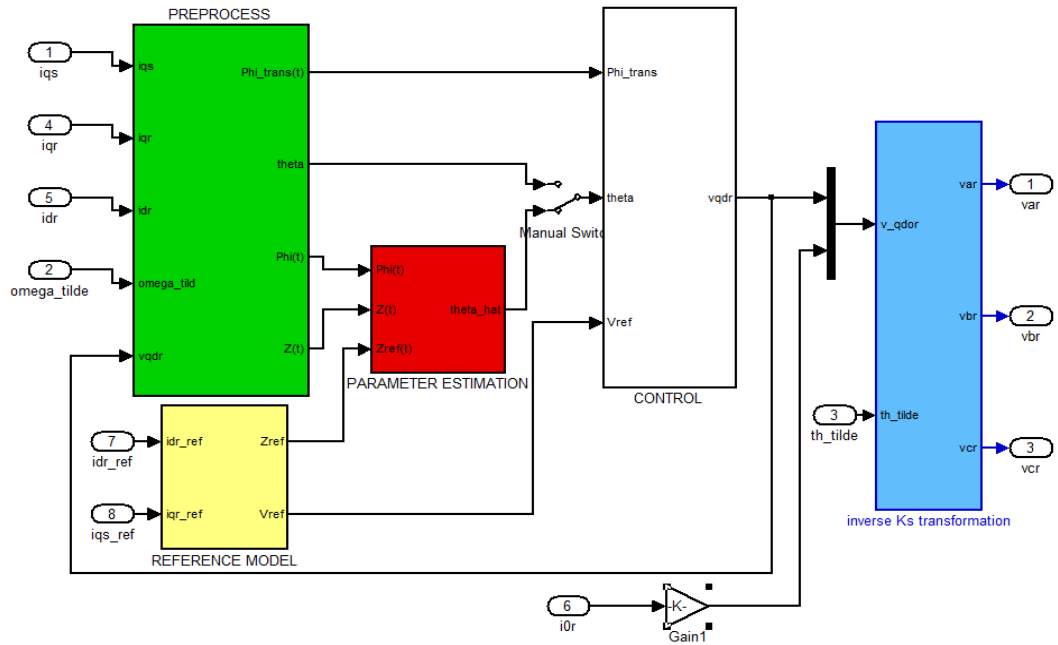 PREPROCESS
1
iqs
4
iqr
5
idr
2
omega_tilde
iqs
iqr
idr
omega_tild
vqdr
Phi_trans(t)
theta
Phi(t)
Z(t)
Phi(t)
Z(t)
Zref(t)
theta_hat
PARAMETER ESTIMATION
Manual Switc
Phi_trans
theta
Vref
vqdr
CONTROL
7
idr_ref
8
iqs_ref
idr_ref
iqr_ref
Zref
Vref
REFERENCE MODEL
6
i0r
-K-
Gain1
3
th_tilde
v_qdor
th_tilde
var
vbr
vcr
inverse Ks transformation
1
var
2
vbr
3
vcr